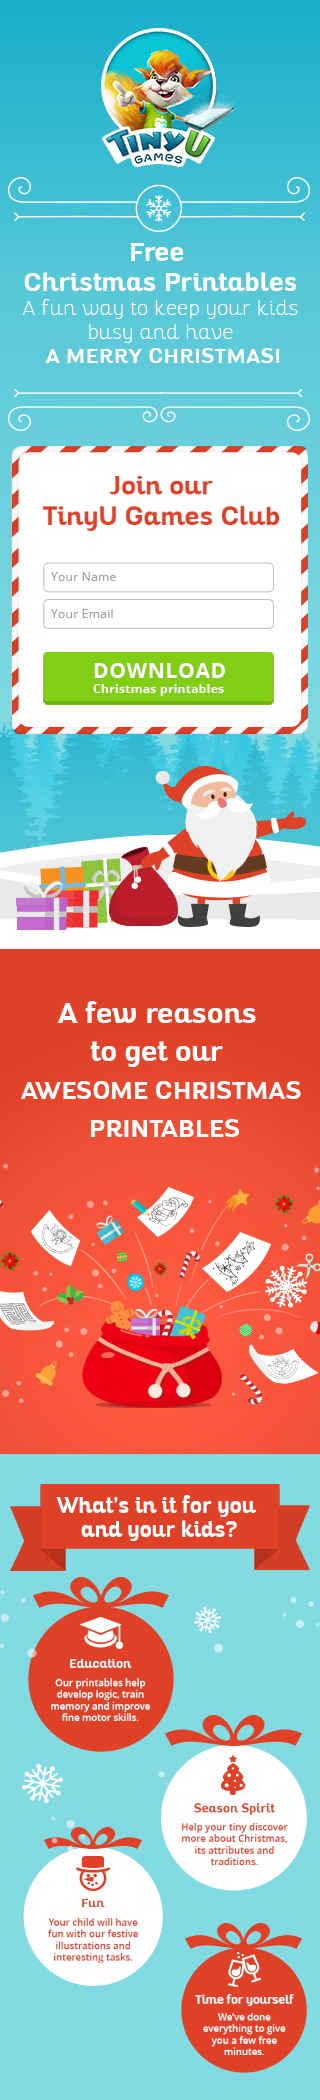 TINYU
GAMES
Free
Christmas Printables
A fun way to keep your kids
busy and have
A MERRY CHRISTMAS!
Join our
TinyU Games Club
Your Name
Your Email
DOWNLOAD
Christmas printables
A few reasons
to get our
AWESOME CHRISTMAS
PRINTABLES
What's in it for you
and your kids?
Education
Our printables help
develop logic, train
memory and improve
fine motor skills.
Season Spirit
Help your tiny discover
more about Christmas,
its attributes and
traditions.
Fun
Your child will have
fun with our festive
illustrations and
interesting tasks.
Time for yourself
We've done
everything to give
you a few free
minutes.